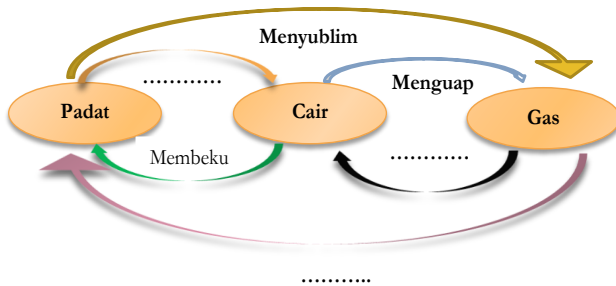 Menyublim
............
Padat
Cair
Menguap
Gas
Membeku
............
...........